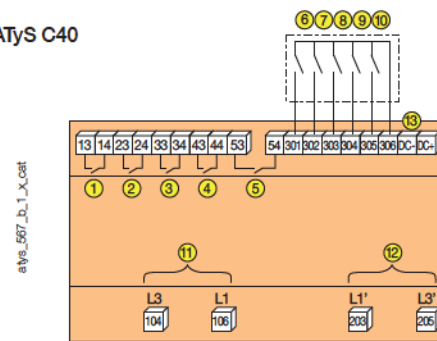 ATyS C40
6 7 8 9 10
13
13 14 23 24 33 34 43 44 53 54 301 302 303 304 305 306 DC- DC+
1 2 3 4 5
atys_567_b_1_x_cat
11 12
L3 L1 L1' L3'
104 106 203 205